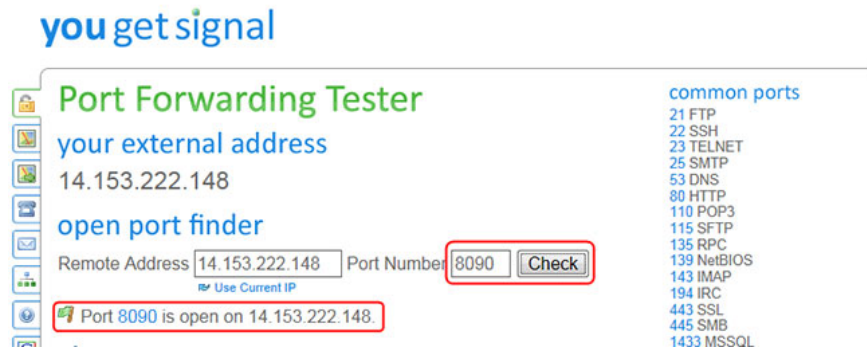 you get signal
Port Forwarding Tester
your external address
14.153.222.148
open port finder
Remote Address 14.153.222.148 Port Number 8090 Check
Use Current IP
Port 8090 is open on 14.153.222.148.
common ports
21 FTP
22 SSH
23 TELNET
25 SMTP
53 DNS
80 HTTP
110 POP3
115 SFTP
135 RPC
139 NetBIOS
143 IMAP
194 IRC
443 SSL
445 SMB
1433 MSSQL